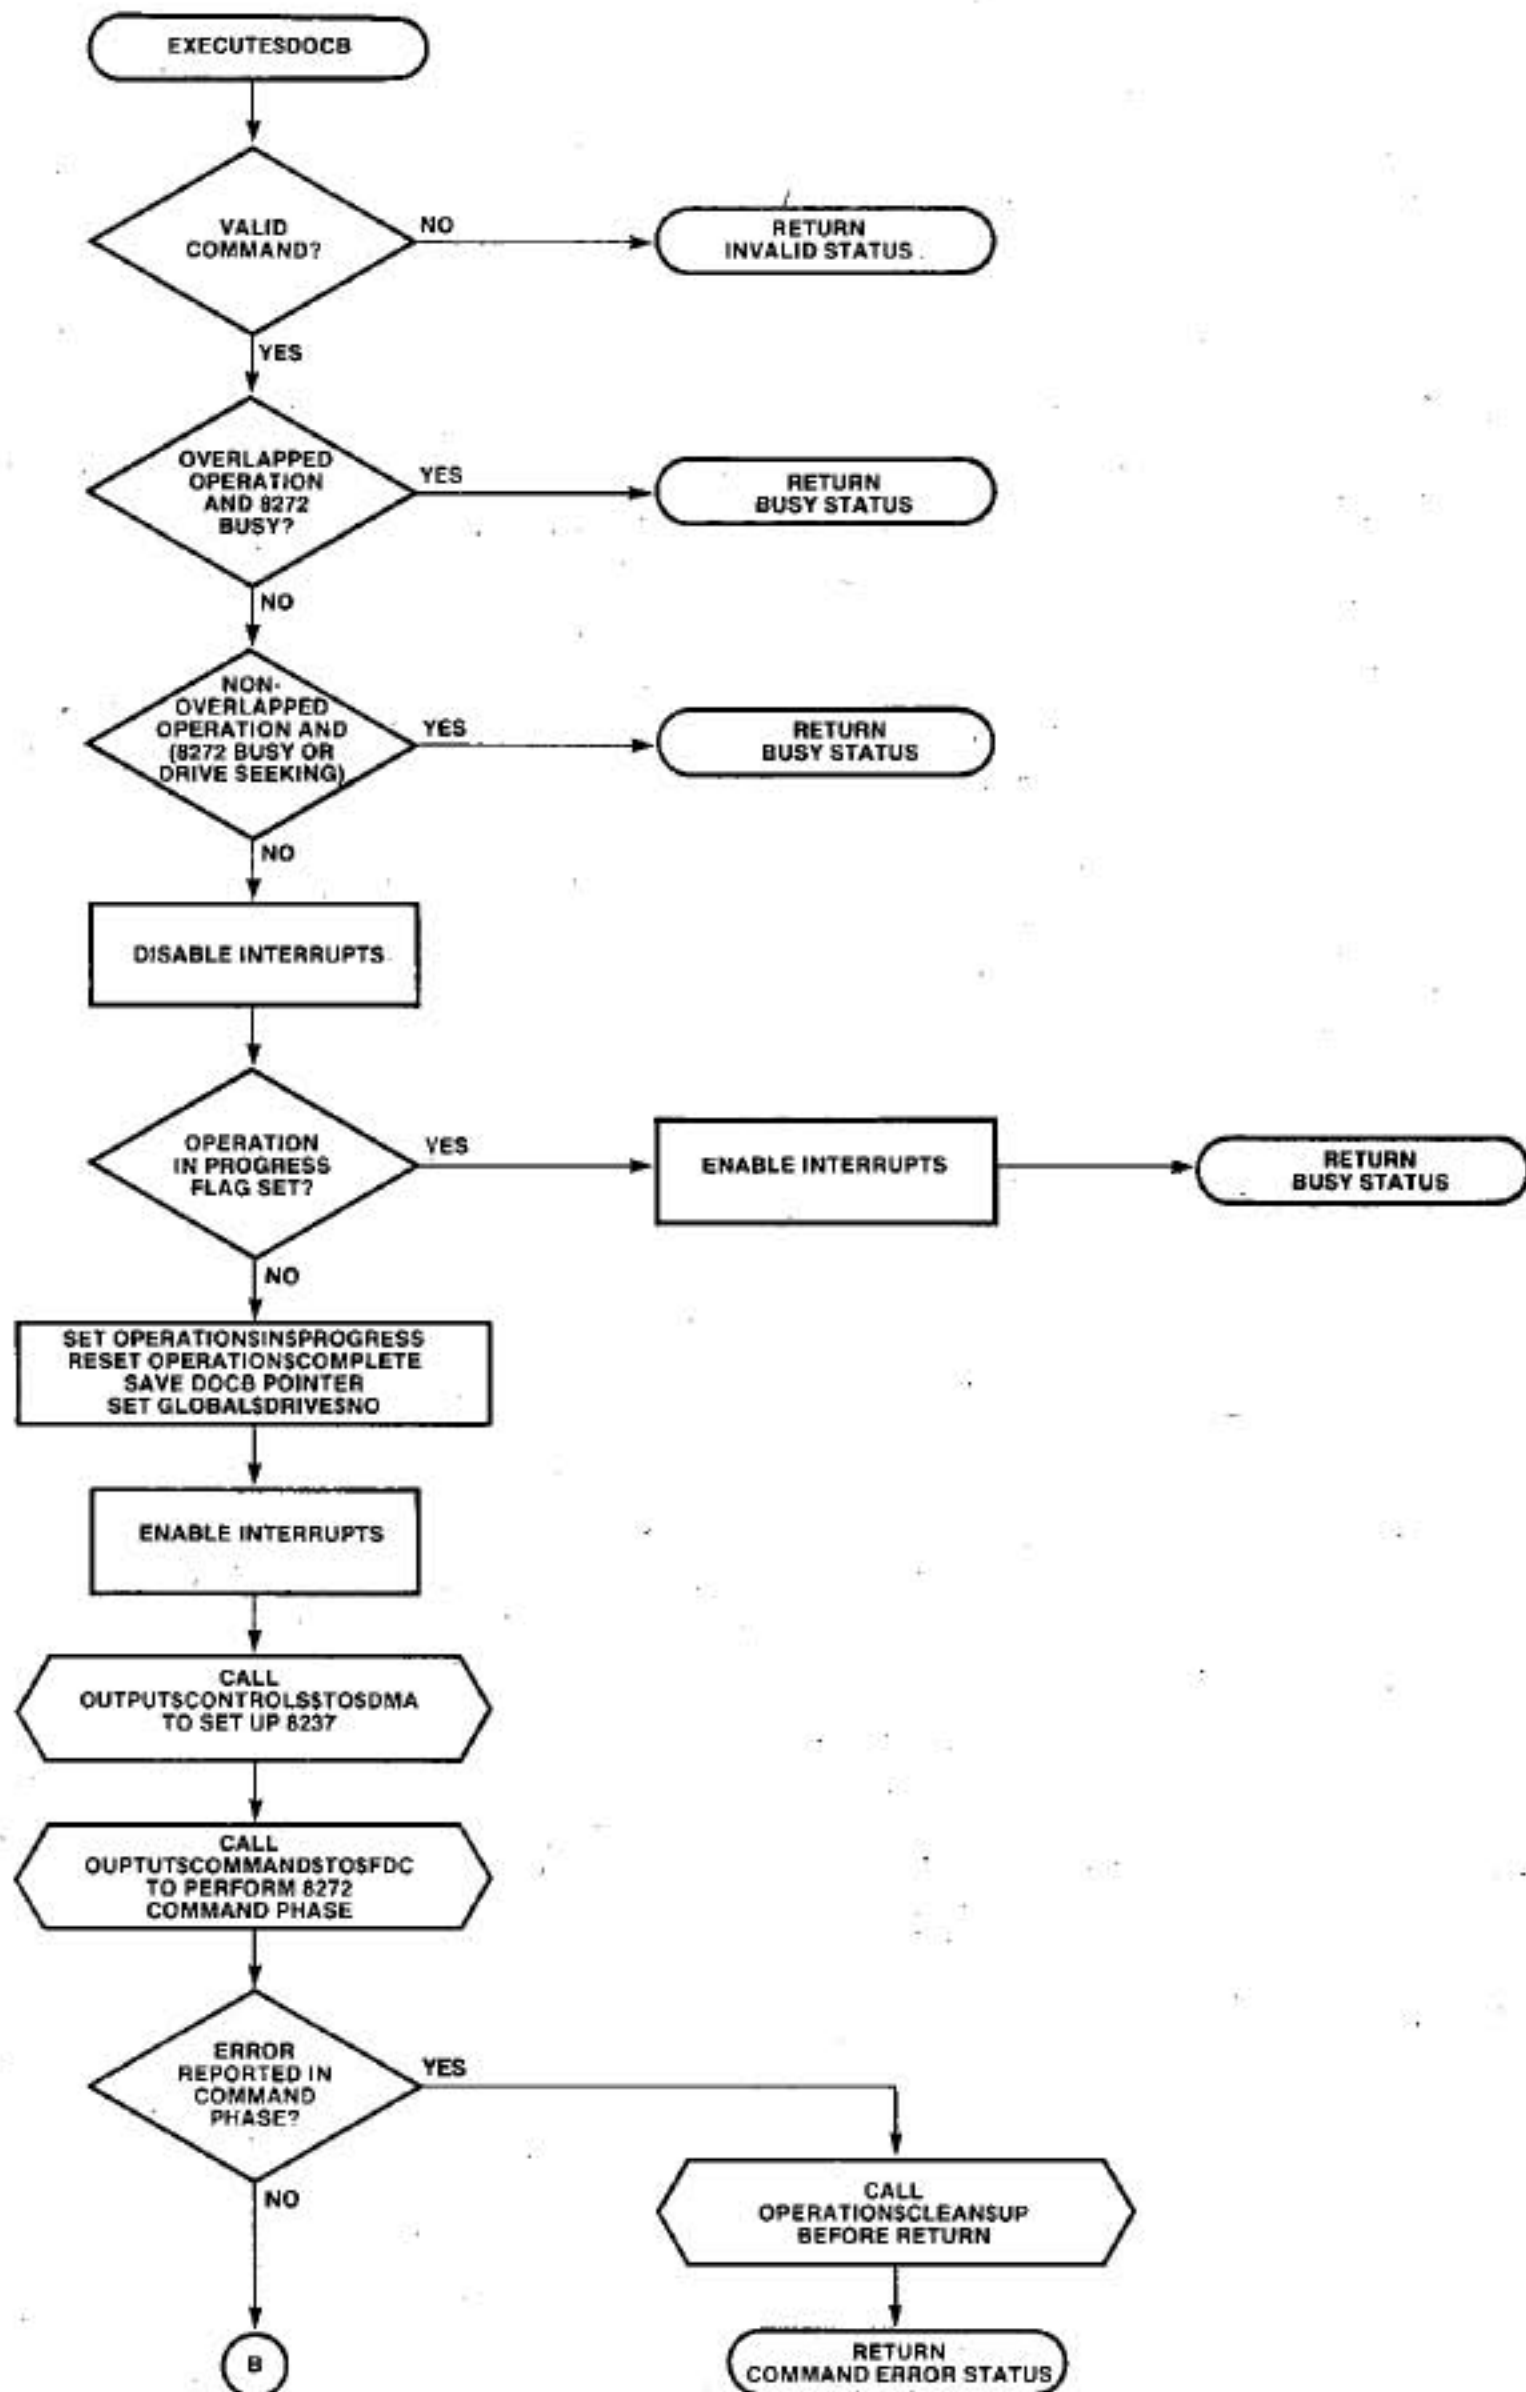 EXECUTE$DOCB
VALID
COMMAND?
NO
RETURN
INVALID STATUS
YES
OVERLAPPED
OPERATION
AND 8272
BUSY?
YES
RETURN
BUSY STATUS
NO
NON-
OVERLAPPED
OPERATION AND
(8272 BUSY OR
DRIVE SEEKING)
YES
RETURN
BUSY STATUS
NO
DISABLE INTERRUPTS
OPERATION
IN PROGRESS
FLAG SET?
YES
ENABLE INTERRUPTS
RETURN
BUSY STATUS
NO
SET OPERATION$IN$PROGRESS
RESET OPERATION$COMPLETE
SAVE DOCB POINTER
SET GLOBAL$DRIVE$NO
ENABLE INTERRUPTS
CALL
OUTPUT$CONTROLS$TO$DMA
TO SET UP 8237
CALL
OUPTUT$COMMAND$TO$FDC
TO PERFORM 8272
COMMAND PHASE
ERROR
REPORTED IN
COMMAND
PHASE?
YES
CALL
OPERATION$CLEAN$UP
BEFORE RETURN
NO
B
RETURN
COMMAND ERROR STATUS